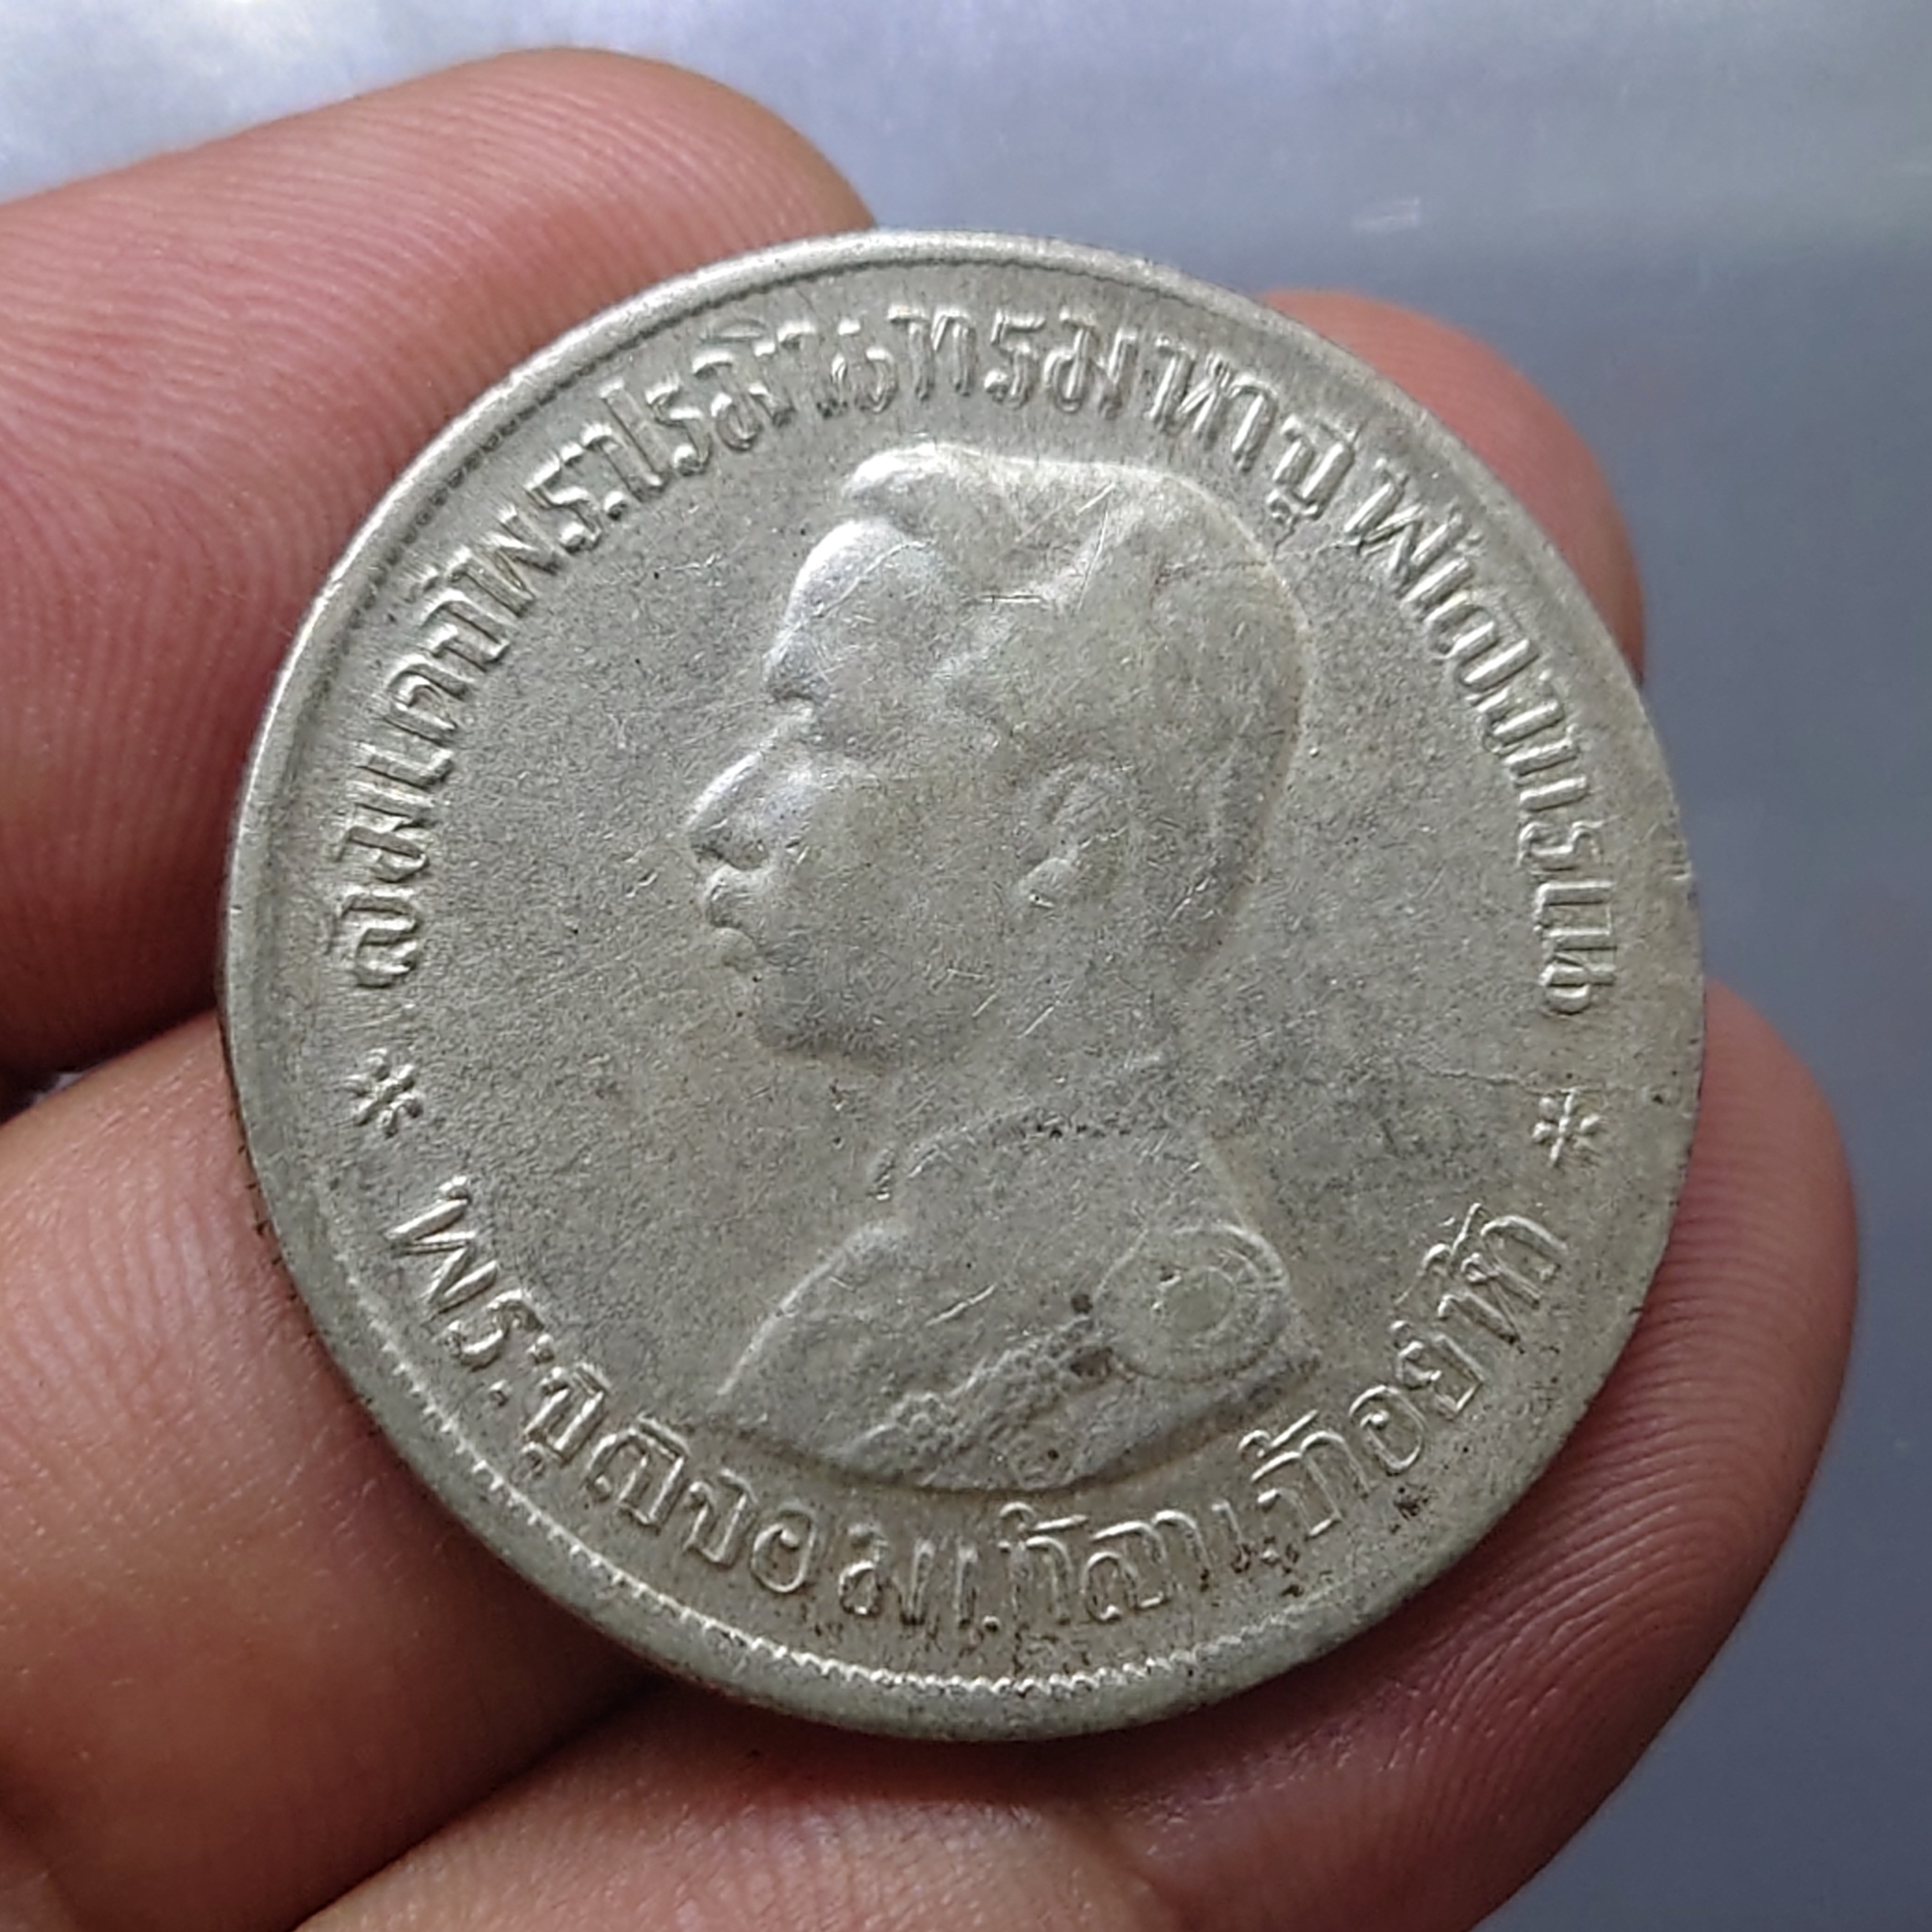 สมเดจพระปรมินทรมหาจุฬาลงกรณ์
พระจุลจอมเกล้าเจ้าอยู่หัว